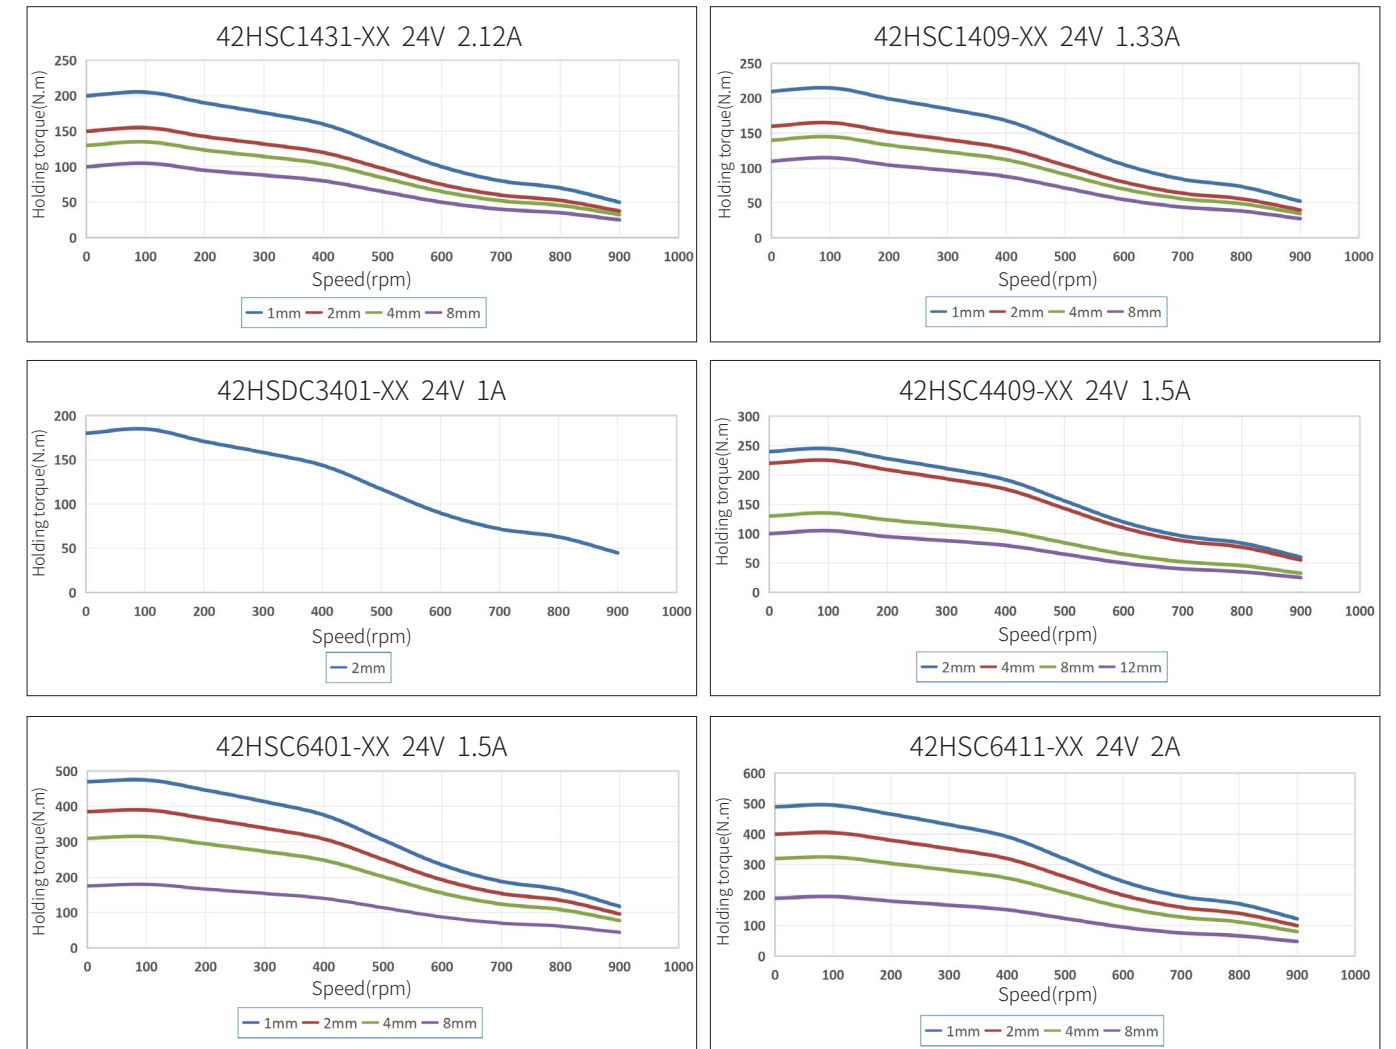 42HSC1431-XX 24V 2.12A
Holding torque(N.m)
250
200
150
100
50
0
0 100 200 300 400 500 600 700 800 900 1000
Speed(rpm)
1mm 2mm 4mm 8mm
42HSC1409-XX 24V 1.33A
Holding torque(N.m)
250
200
150
100
50
0
0 100 200 300 400 500 600 700 800 900 1000
Speed(rpm)
1mm 2mm 4mm 8mm
42HSDC3401-XX 24V 1A
Holding torque(N.m)
200
150
100
50
0
0 100 200 300 400 500 600 700 800 900 1000
Speed(rpm)
2mm
42HSC4409-XX 24V 1.5A
Holding torque(N.m)
300
250
200
150
100
50
0
0 100 200 300 400 500 600 700 800 900 1000
Speed(rpm)
2mm 4mm 8mm 12mm
42HSC6401-XX 24V 1.5A
Holding torque(N.m)
500
400
300
200
100
0
0 100 200 300 400 500 600 700 800 900 1000
Speed(rpm)
1mm 2mm 4mm 8mm
42HSC6411-XX 24V 2A
Holding torque(N.m)
600
500
400
300
200
100
0
0 100 200 300 400 500 600 700 800 900 1000
Speed(rpm)
1mm 2mm 4mm 8mm